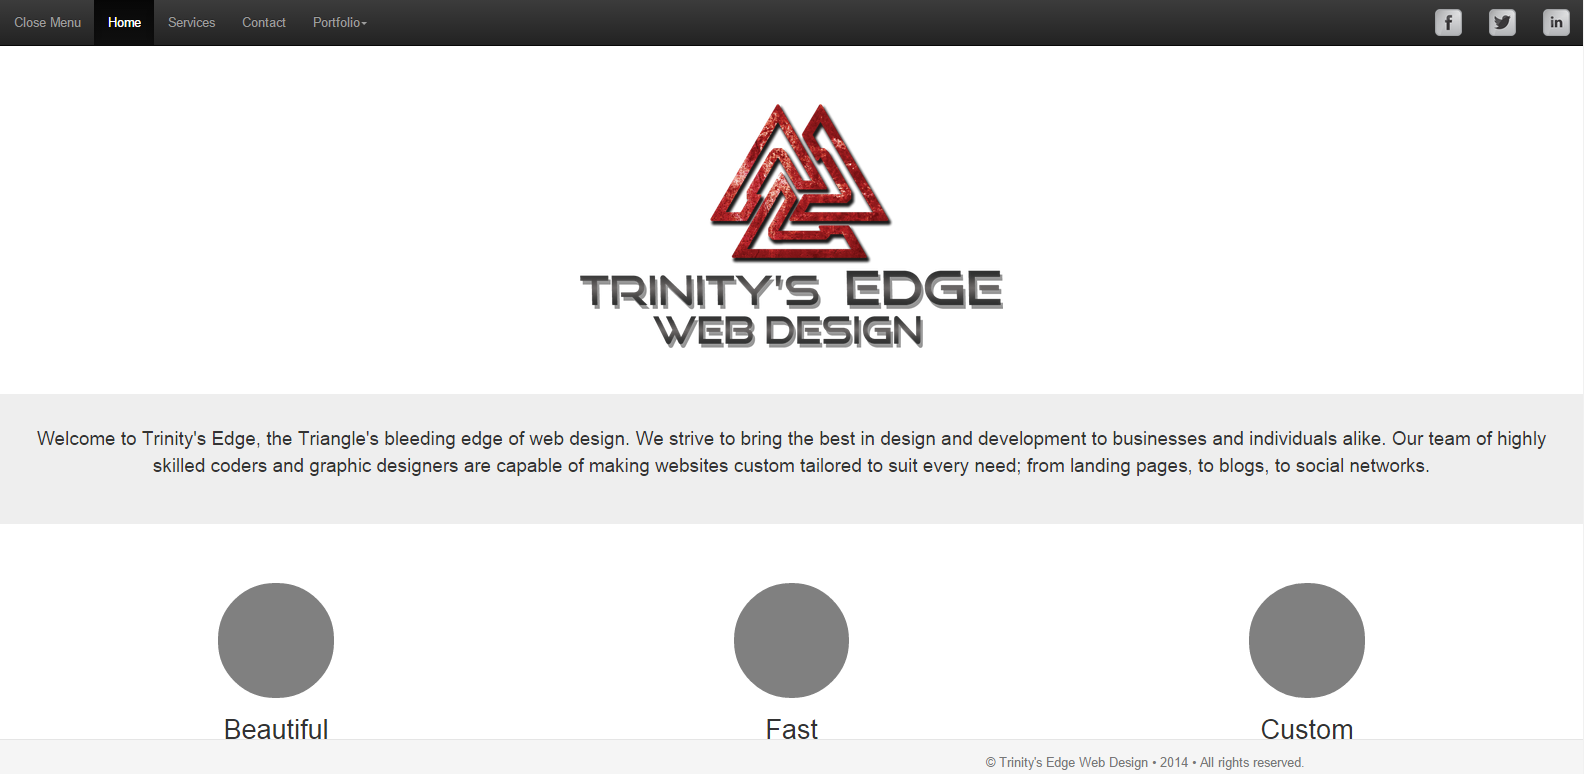 Close Menu Home Services Contact Portfolio
f in
TRINITY'S EDGE
WEB DESIGN
Welcome to Trinity's Edge, the Triangle's bleeding edge of web design. We strive to bring the best in design and development to businesses and individuals alike. Our team of highly
skilled coders and graphic designers are capable of making websites custom tailored to suit every need; from landing pages, to blogs, to social networks.
Beautiful Fast Custom
© Trinity's Edge Web Design • 2014 • All rights reserved.